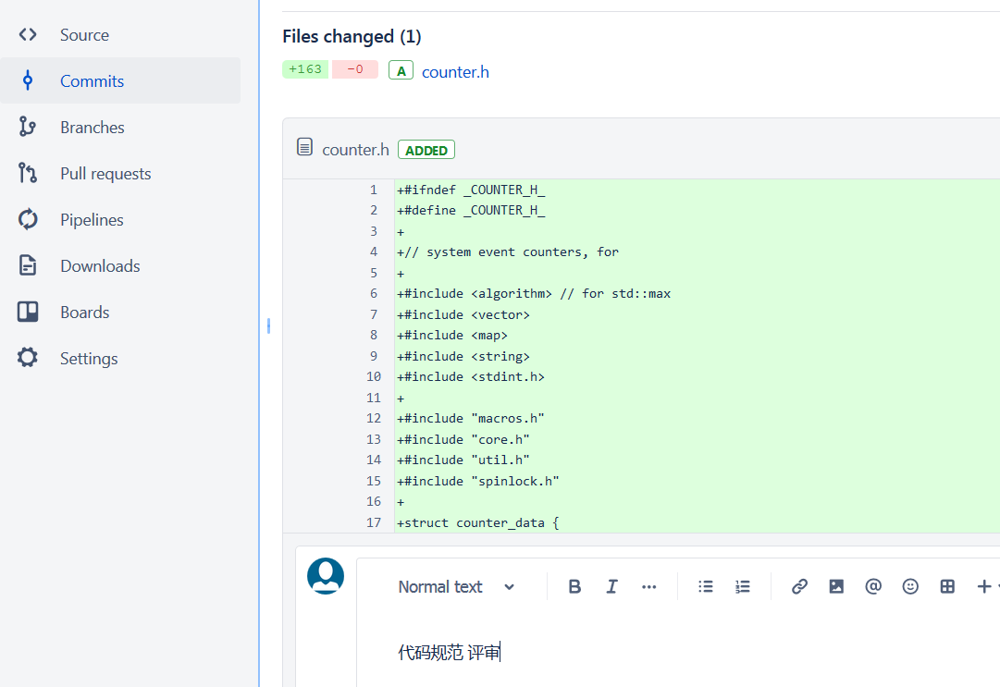 Source
Commits
Branches
Pull requests
Pipelines
Downloads
Boards
Settings
Files changed (1)
+163 -0 A counter.h
counter.h ADDED
1 +#ifndef _COUNTER_H_
2 +#define _COUNTER_H_
3 +
4 +// system event counters, for
5 +
6 +#include <algorithm> // for std::max
7 +#include <vector>
8 +#include <map>
9 +#include <string>
10 +#include <stdint.h>
11 +
12 +#include "macros.h"
13 +#include "core.h"
14 +#include "util.h"
15 +#include "spinlock.h"
16 +
17 +struct counter_data {
Normal text B I
代码规范 评审